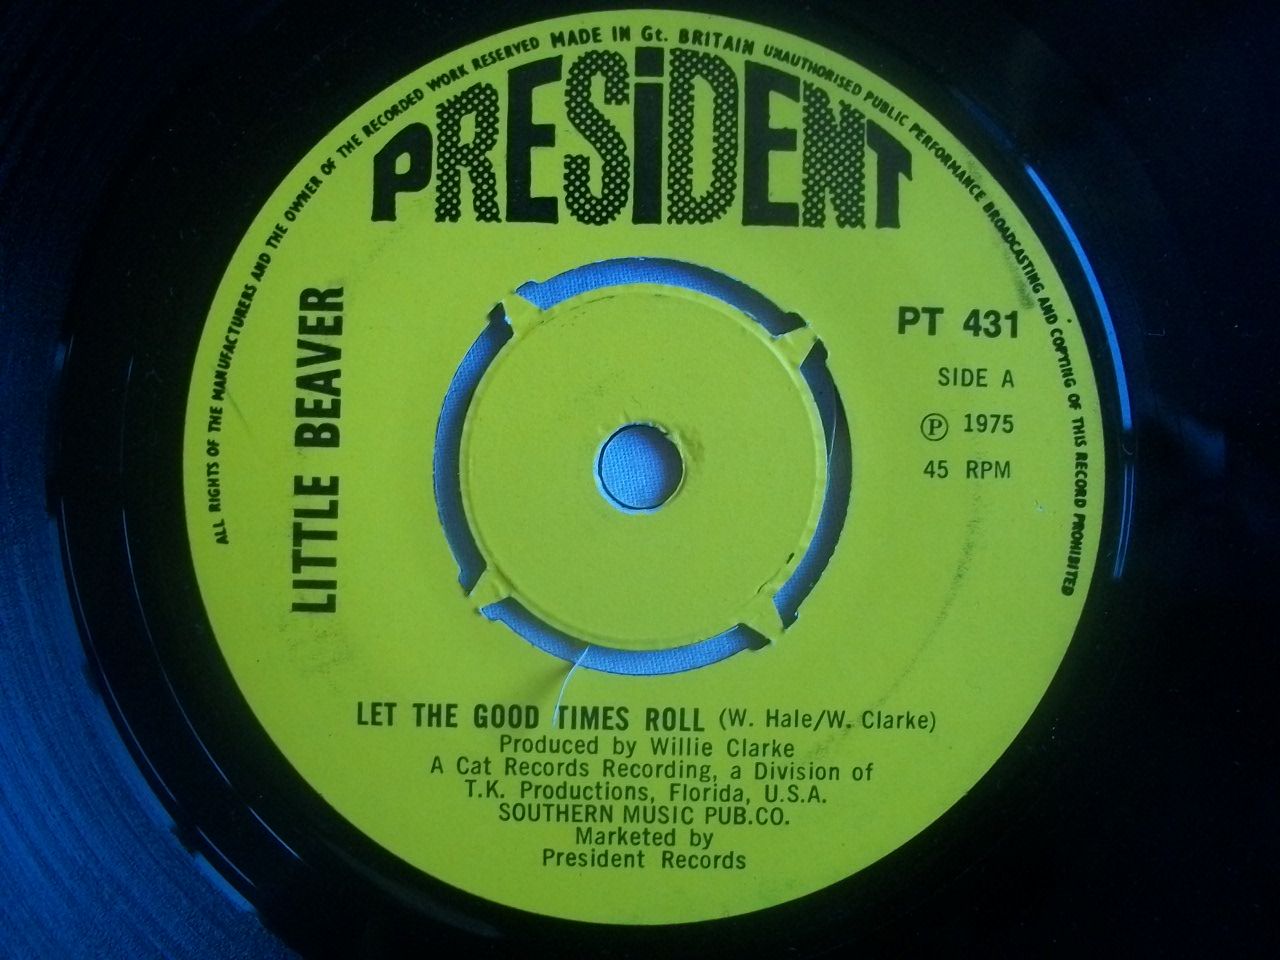 ALL RIGHTS OF THE MANUFACTURERS AND THE OWNER OF THE RECORDED WORK RESERVED MADE IN Gt. BRITAIN UNAUTHORISED PUBLIC PERFORMANCE BROADCASTING AND COPYING OF THIS RECORD PROHIBITED
PRESIDENT
LITTLE BEAVER
PT 431
SIDE A
℗ 1975
45 RPM
LET THE GOOD TIMES ROLL (W. Hale/W. Clarke)
Produced by Willie Clarke
A Cat Records Recording, a Division of
T.K. Productions, Florida, U.S.A.
SOUTHERN MUSIC PUB.CO.
Marketed by
President Records